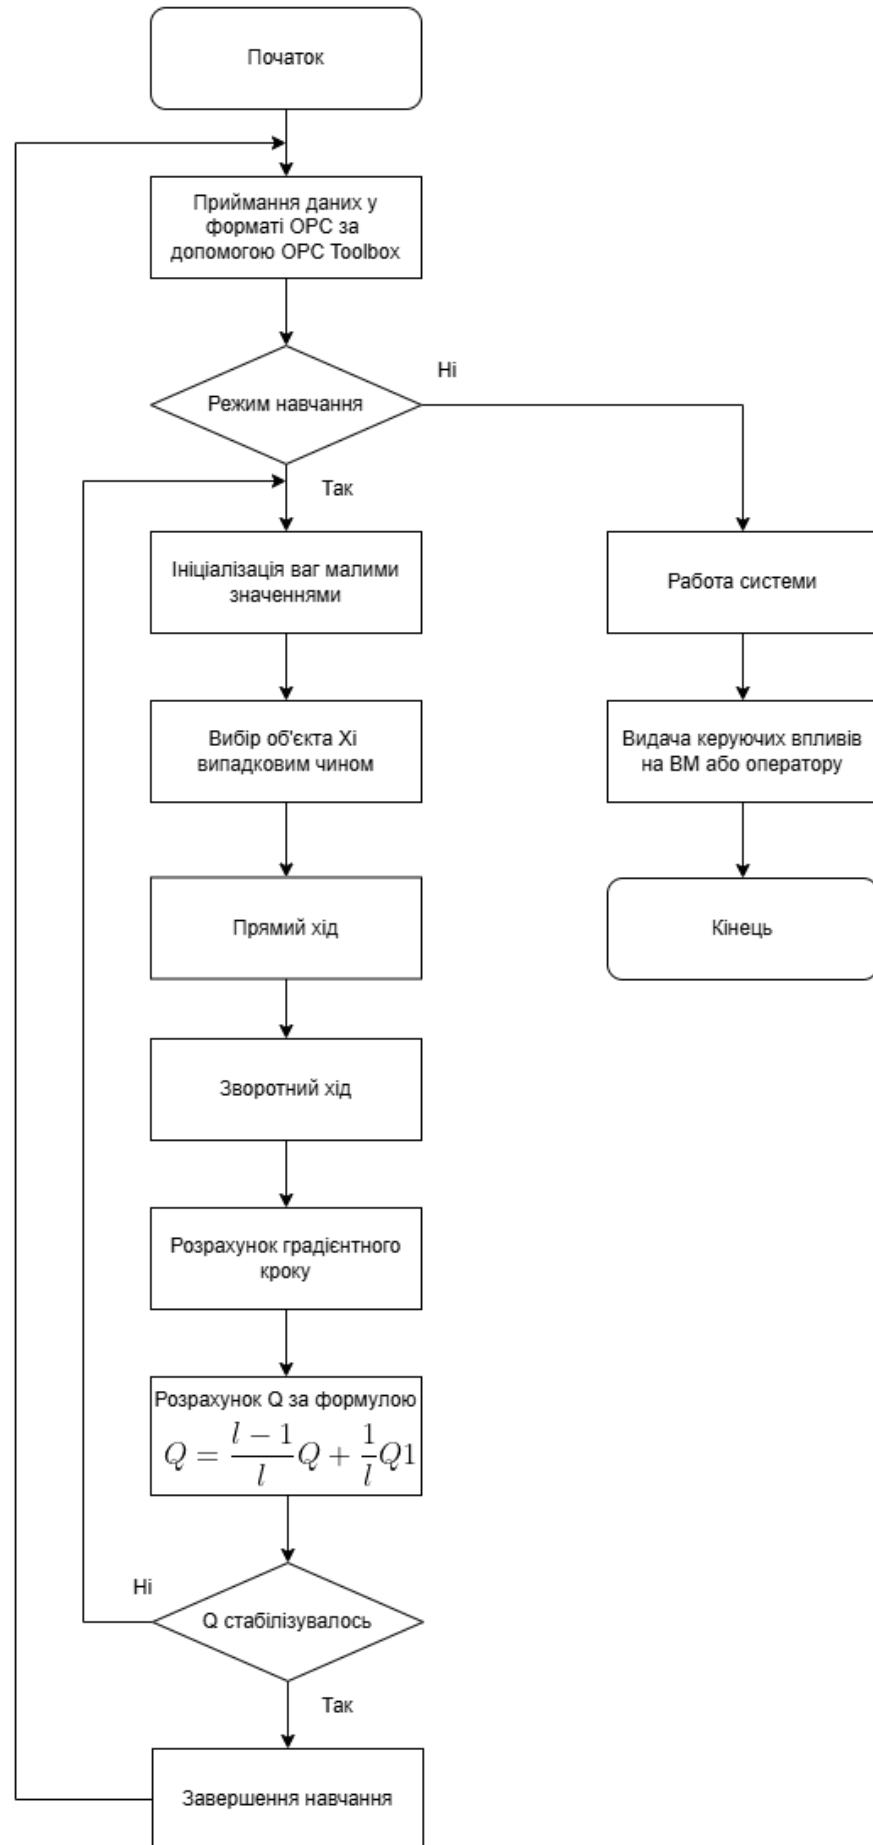 Початок
Приймання даних у
форматі OPC за
допомогою OPC Toolbox
Режим навчання
Ні
Так
Ініціалізація ваг малими
значеннями
Работа системи
Вибір об'єкта Xi
випадковим чином
Видача керуючих впливів
на ВМ або оператору
Прямий хід
Кінець
Зворотний хід
Розрахунок градієнтного
кроку
Розрахунок Q за формулою
Q = \frac{l-1}{l}Q + \frac{1}{l}Q1
Ні
Q стабілізувалось
Так
Завершення навчання